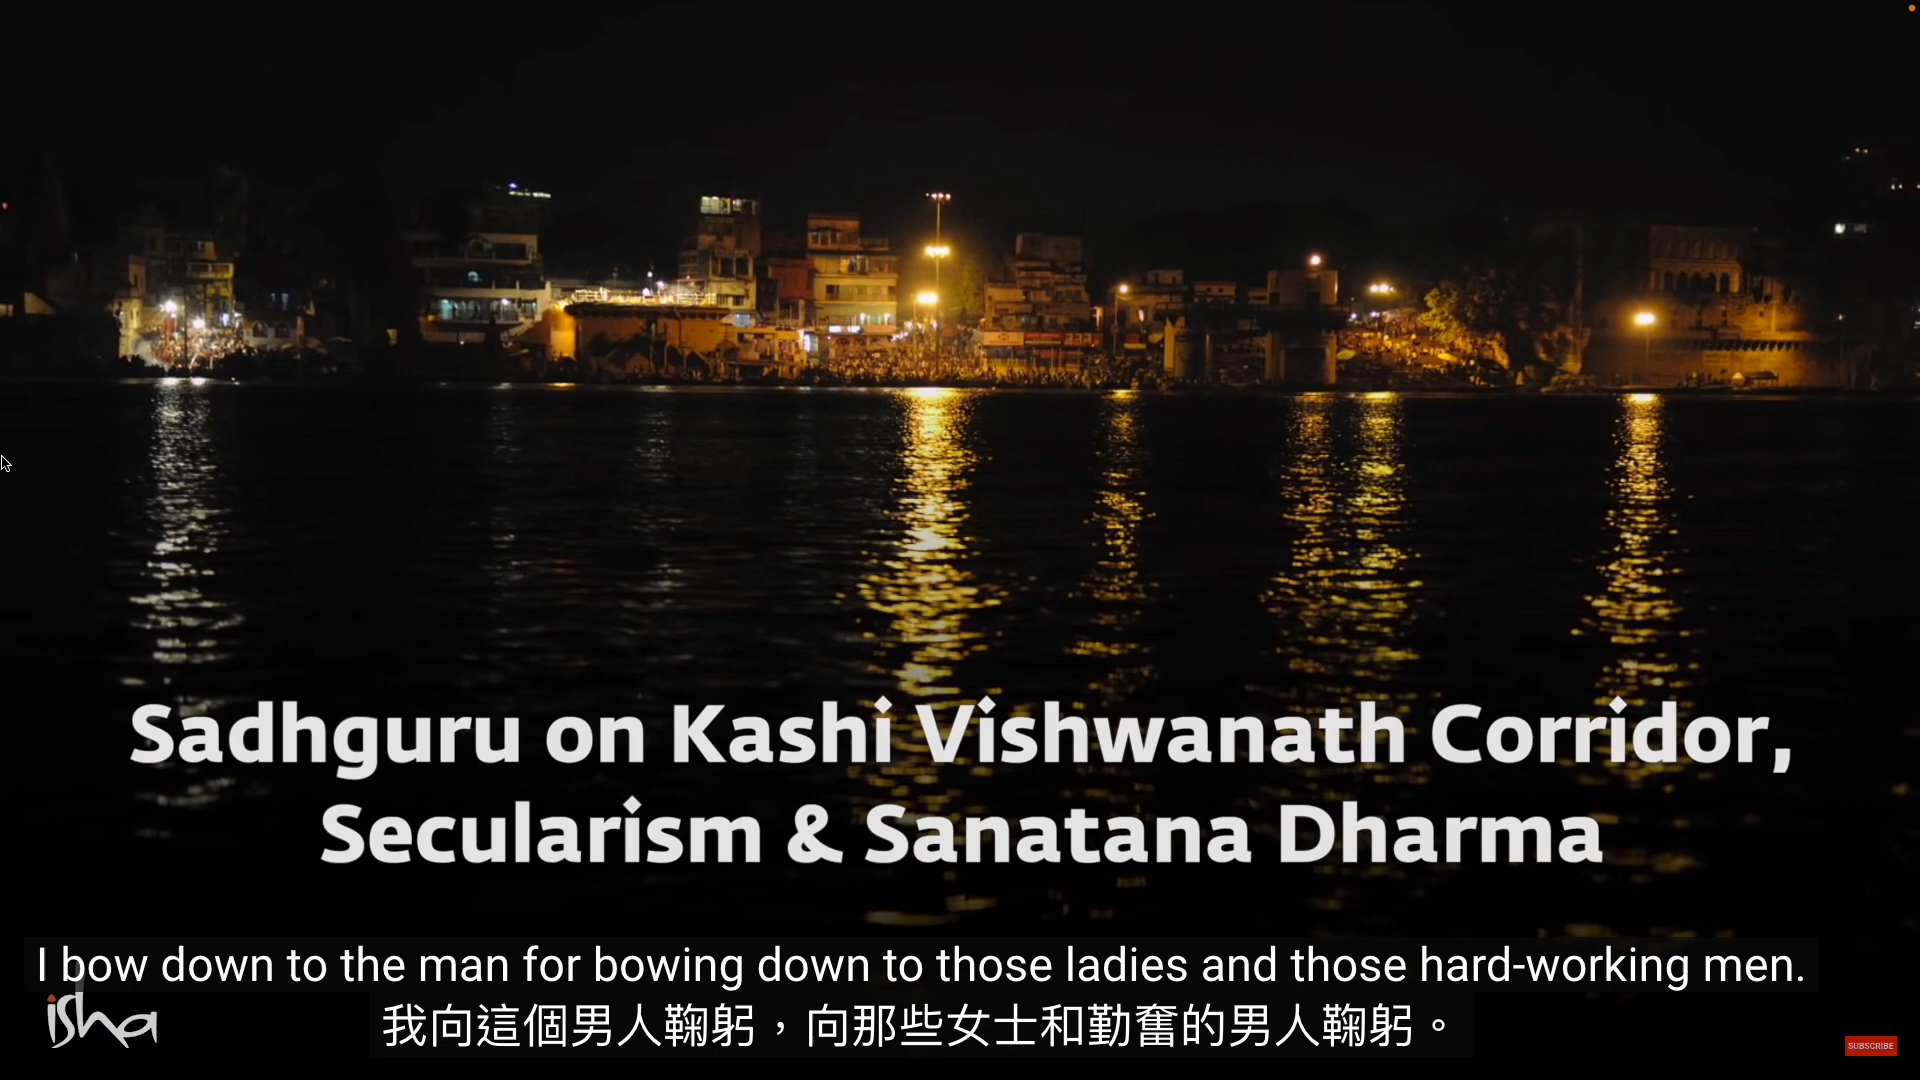 Sadhguru on Kashi Vishwanath Corridor,
Secularism & Sanatana Dharma
I bow down to the man for bowing down to those ladies and those hard-working men.
我向這個男人鞠躬，向那些女士和勤奮的男人鞠躬。
isha
SUBSCRIBE